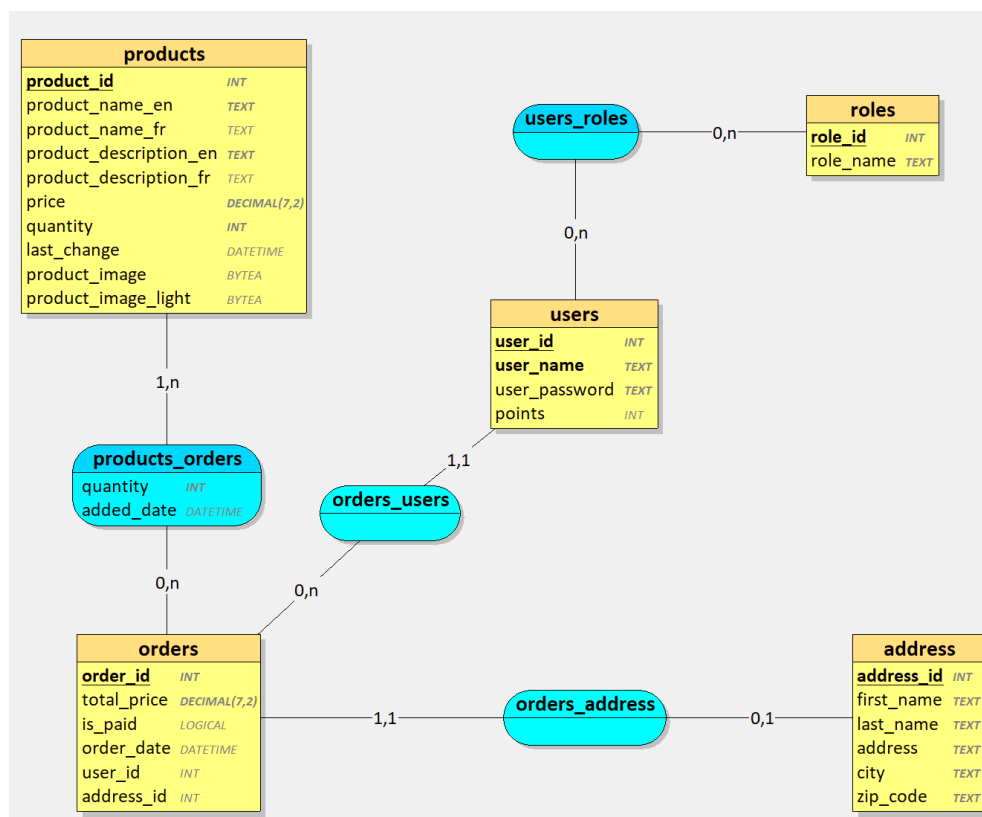 products
product_id INT
product_name_en TEXT
product_name_fr TEXT
product_description_en TEXT
product_description_fr TEXT
price DECIMAL(7,2)
quantity INT
last_change DATETIME
product_image BYTEA
product_image_light BYTEA
users_roles
0,n
roles
role_id INT
role_name TEXT
0,n
users
user_id INT
user_name TEXT
user_password TEXT
points INT
1,n
products_orders
quantity INT
added_date DATETIME
1,1
orders_users
0,n
0,n
orders
order_id INT
total_price DECIMAL(7,2)
is_paid LOGICAL
order_date DATETIME
user_id INT
address_id INT
1,1
orders_address
0,1
address
address_id INT
first_name TEXT
last_name TEXT
address TEXT
city TEXT
zip_code TEXT